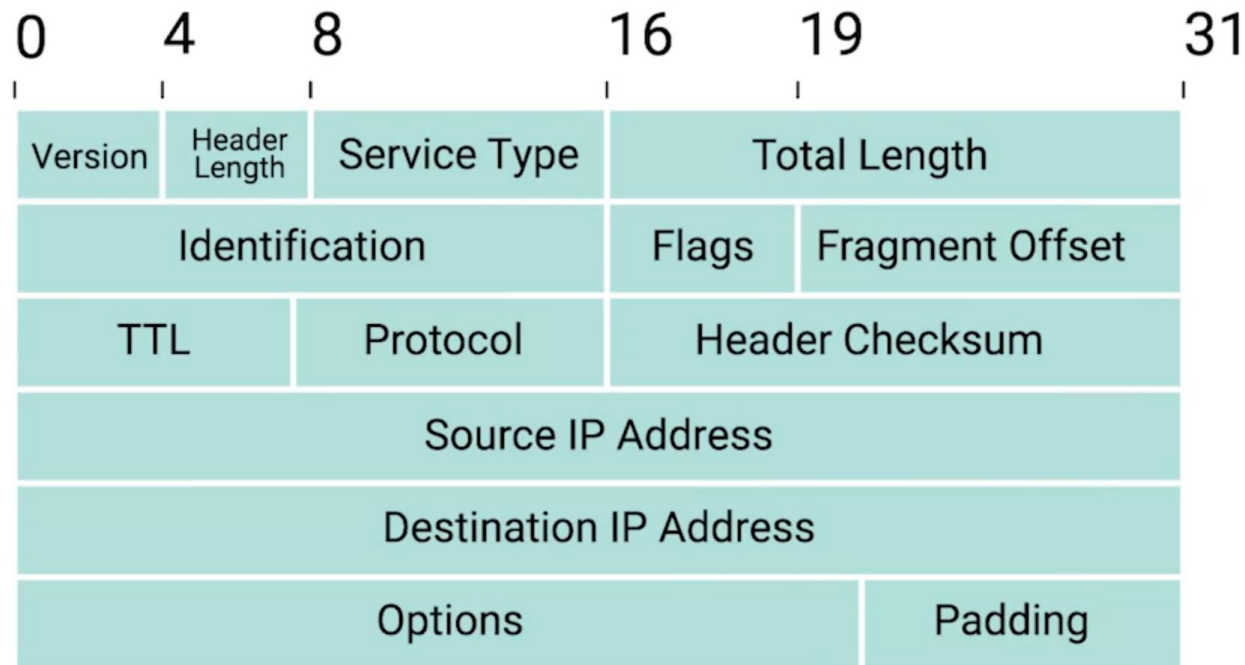 0 4 8 16 19 31
Version Header Length Service Type Total Length
Identification Flags Fragment Offset
TTL Protocol Header Checksum
Source IP Address
Destination IP Address
Options Padding